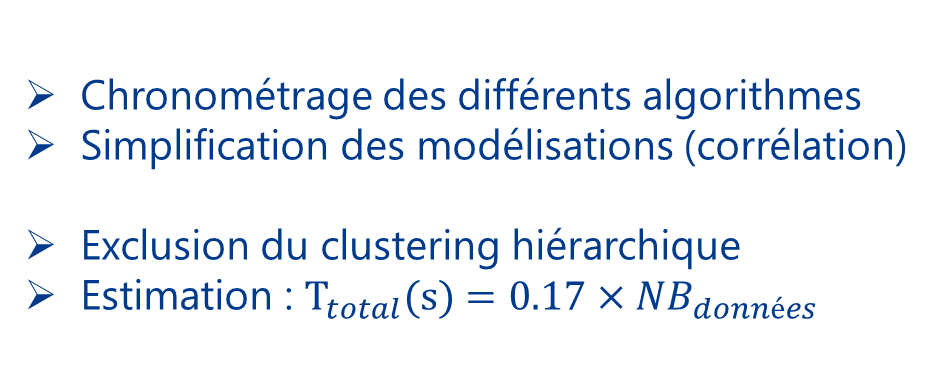 ➢ Chronométrage des différents algorithmes
➢ Simplification des modélisations (corrélation)
➢ Exclusion du clustering hiérarchique
➢ Estimation : T_total(s) = 0.17 × NB_données